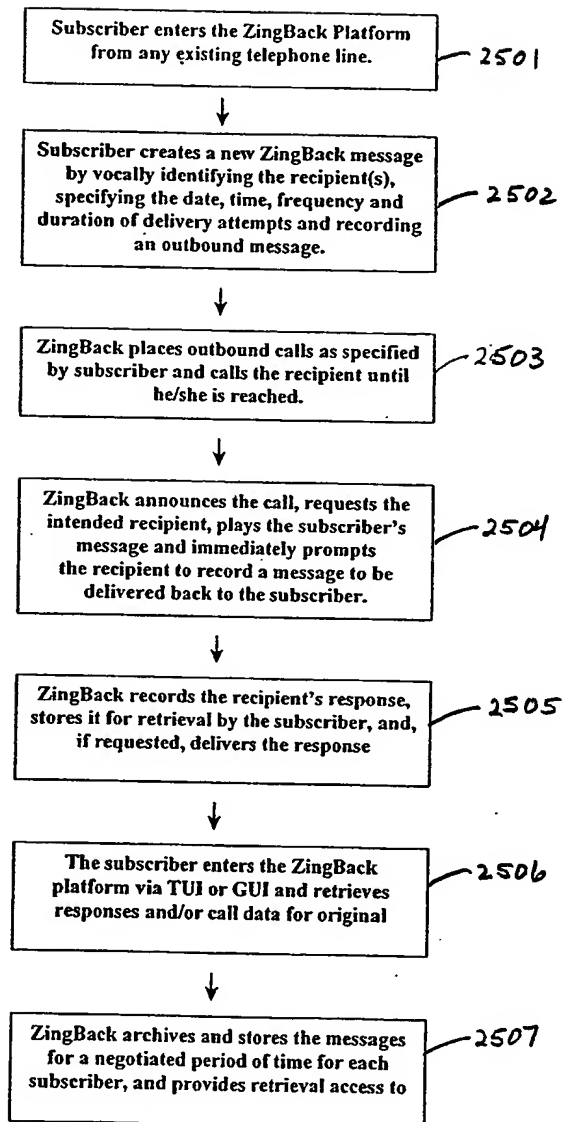 Subscriber enters the ZingBack Platform
from any existing telephone line.
2501
Subscriber creates a new ZingBack message
by vocally identifying the recipient(s),
specifying the date, time, frequency and
duration of delivery attempts and recording
an outbound message.
2502
ZingBack places outbound calls as specified
by subscriber and calls the recipient until
he/she is reached.
2503
ZingBack announces the call, requests the
intended recipient, plays the subscriber's
message and immediately prompts
the recipient to record a message to be
delivered back to the subscriber.
2504
ZingBack records the recipient's response,
stores it for retrieval by the subscriber, and,
if requested, delivers the response
2505
The subscriber enters the ZingBack
platform via TUI or GUI and retrieves
responses and/or call data for original
2506
ZingBack archives and stores the messages
for a negotiated period of time for each
subscriber, and provides retrieval access to
2507